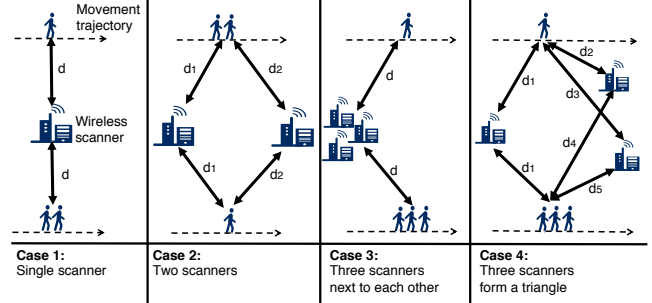 Movement
trajectory
d
Wireless
scanner
d
Case 1:
Single scanner
d1
d2
d1
d2
Case 2:
Two scanners
d
d
Case 3:
Three scanners
next to each other
d1
d2
d3
d4
d1
d5
Case 4:
Three scanners
form a triangle